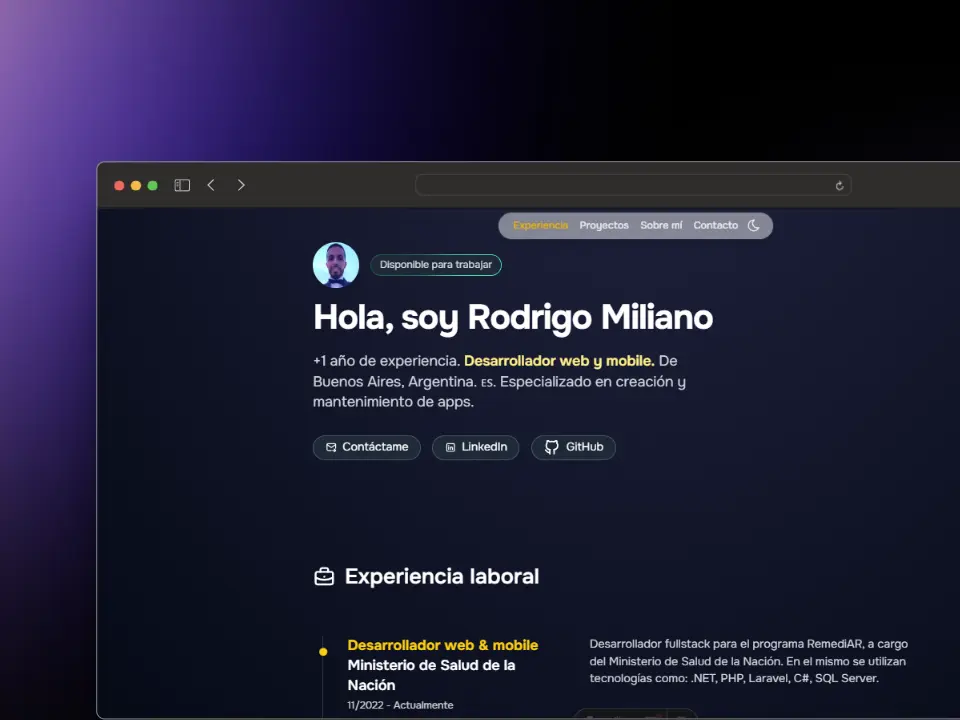 Experiencia Proyectos Sobre mí Contacto
Disponible para trabajar
Hola, soy Rodrigo Miliano
+1 año de experiencia. Desarrollador web y mobile. De
Buenos Aires, Argentina. ES. Especializado en creación y
mantenimiento de apps.
Contáctame LinkedIn GitHub
Experiencia laboral
Desarrollador web & mobile
Ministerio de Salud de la
Nación
11/2022 - Actualmente
Desarrollador fullstack para el programa RemediAR, a cargo
del Ministerio de Salud de la Nación. En el mismo se utilizan
tecnologías como: .NET, PHP, Laravel, C#, SQL Server.